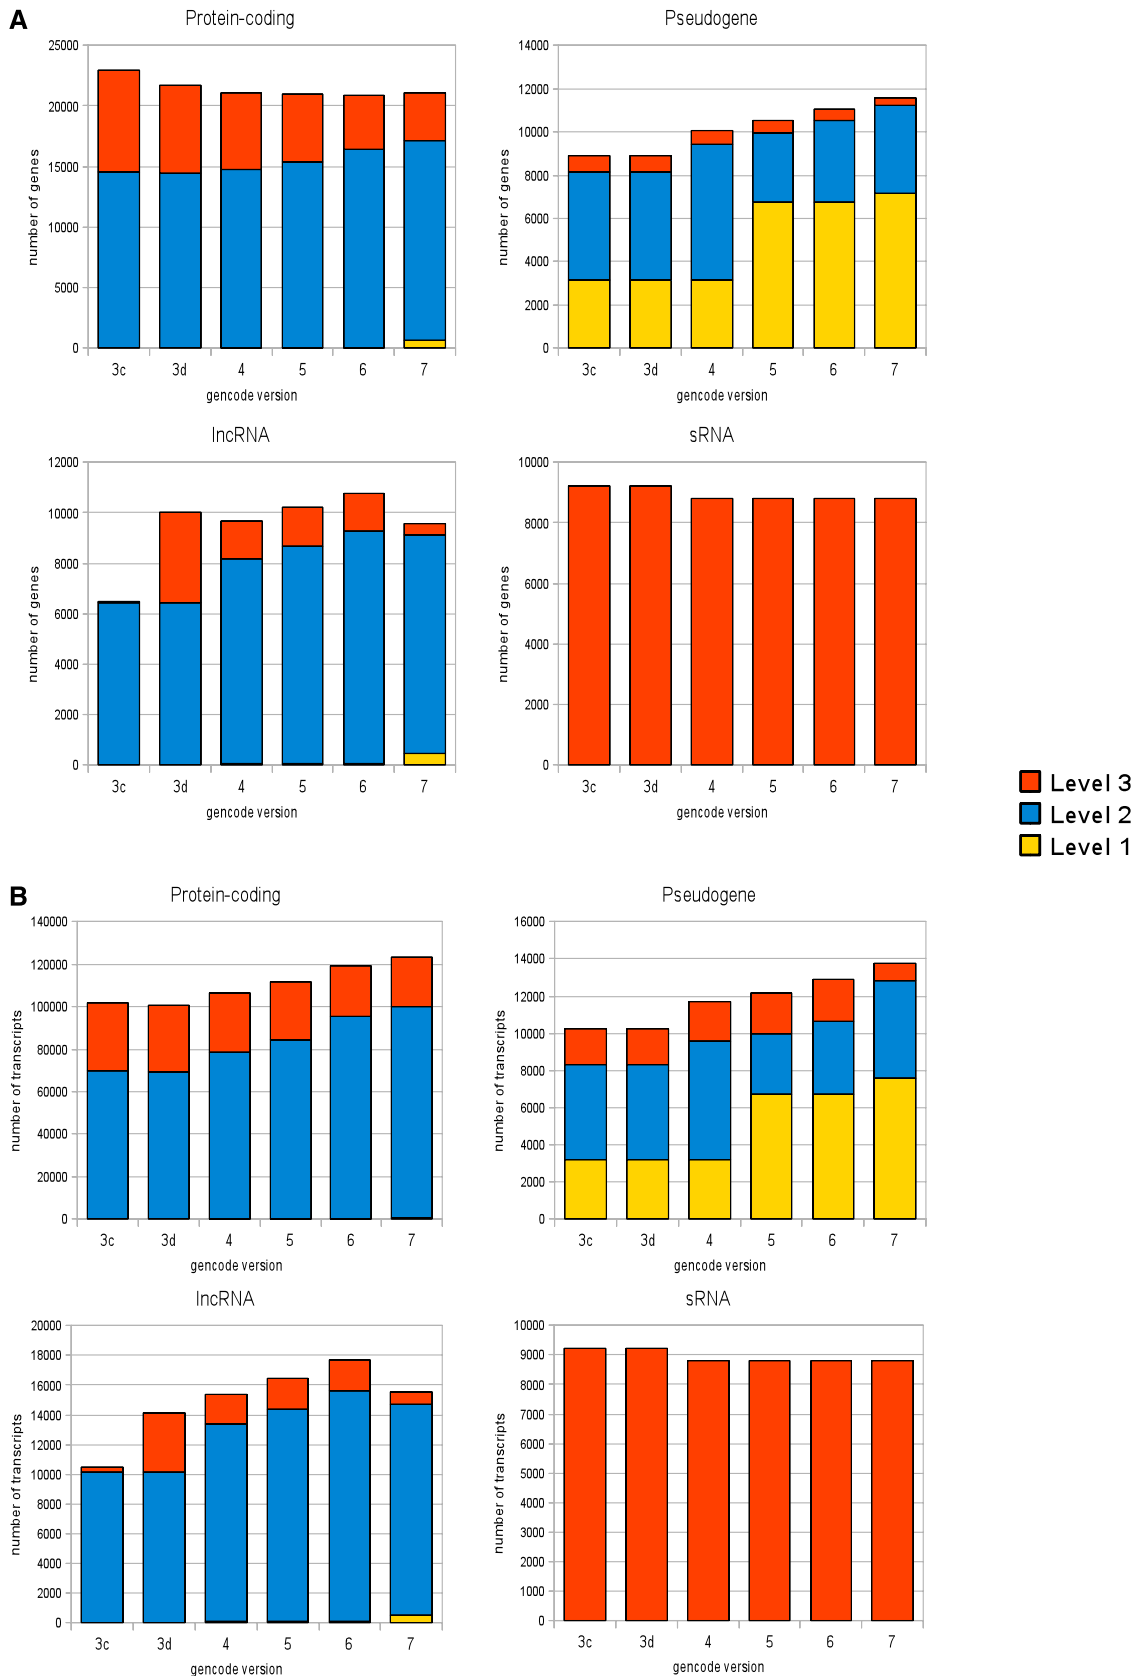 A
Protein-coding
25000
20000
15000
10000
5000
0
number of genes
3c 3d 4 5 6 7
gencode version
Pseudogene
14000
12000
10000
8000
6000
4000
2000
0
number of genes
3c 3d 4 5 6 7
gencode version
lncRNA
12000
10000
8000
6000
4000
2000
0
number of genes
3c 3d 4 5 6 7
gencode version
sRNA
10000
8000
6000
4000
2000
0
number of genes
3c 3d 4 5 6 7
gencode version
Level 3
Level 2
Level 1
B
Protein-coding
140000
120000
100000
80000
60000
40000
20000
0
number of transcripts
3c 3d 4 5 6 7
gencode version
Pseudogene
16000
14000
12000
10000
8000
6000
4000
2000
0
number of transcripts
3c 3d 4 5 6 7
gencode version
lncRNA
20000
18000
16000
14000
12000
10000
8000
6000
4000
2000
0
number of transcripts
3c 3d 4 5 6 7
gencode version
sRNA
10000
9000
8000
7000
6000
5000
4000
3000
2000
1000
0
number of transcripts
3c 3d 4 5 6 7
gencode version